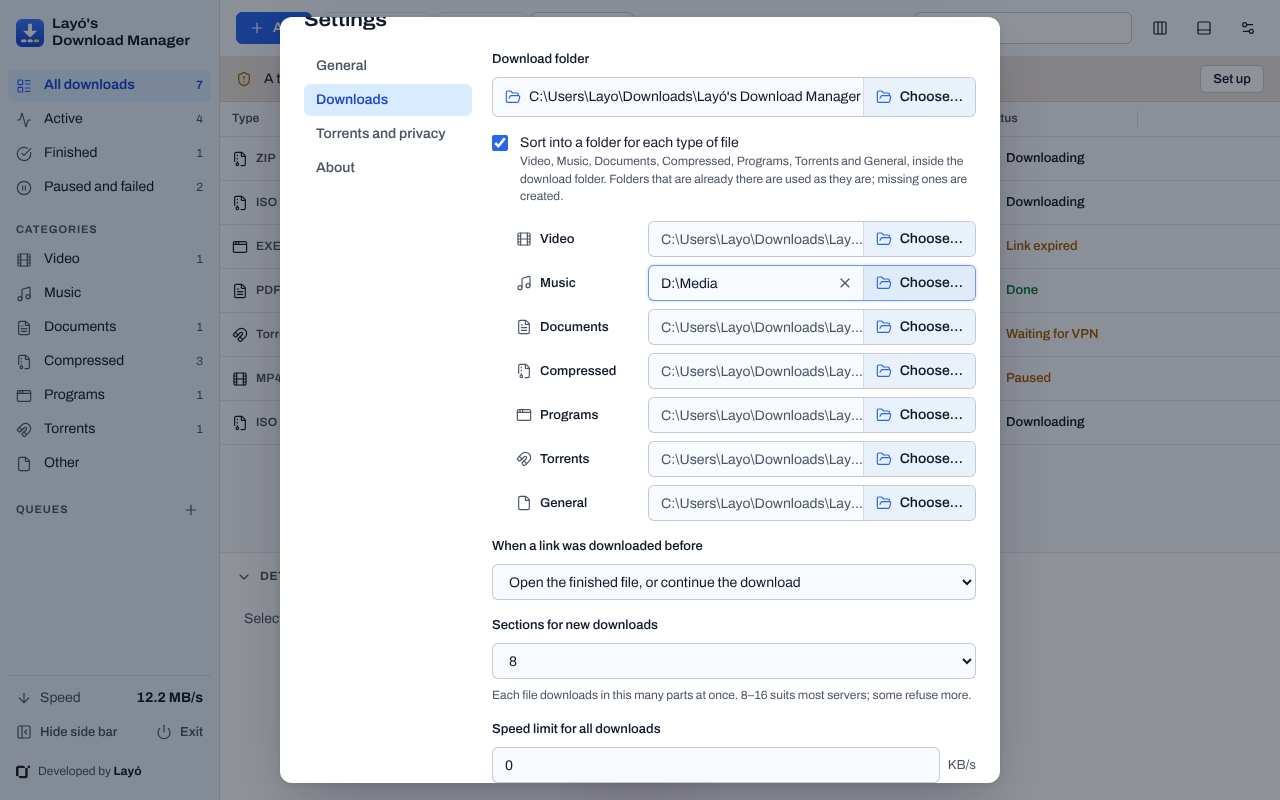 Layó's
Download Manager
All downloads 7
Active 4
Finished 1
Paused and failed 2
CATEGORIES
Video 1
Music
Documents 1
Compressed 3
Programs 1
Torrents 1
Other
QUEUES
Speed 12.2 MB/s
Hide side bar Exit
Developed by Layó
Set up
Type
ZIP
ISO
EXE
PDF
MP4
ISO
Downloading
Downloading
Link expired
Done
Waiting for VPN
Paused
Downloading
Settings
General
Downloads
Torrents and privacy
About
Download folder
C:\Users\Layo\Downloads\Layó's Download Manager Choose...
Sort into a folder for each type of file
Video, Music, Documents, Compressed, Programs, Torrents and General, inside the
download folder. Folders that are already there are used as they are; missing ones are
created.
Video C:\Users\Layo\Downloads\Lay... Choose...
Music D:\Media Choose...
Documents C:\Users\Layo\Downloads\Lay... Choose...
Compressed C:\Users\Layo\Downloads\Lay... Choose...
Programs C:\Users\Layo\Downloads\Lay... Choose...
Torrents C:\Users\Layo\Downloads\Lay... Choose...
General C:\Users\Layo\Downloads\Lay... Choose...
When a link was downloaded before
Open the finished file, or continue the download
Sections for new downloads
8
Each file downloads in this many parts at once. 8–16 suits most servers; some refuse more.
Speed limit for all downloads
0 KB/s